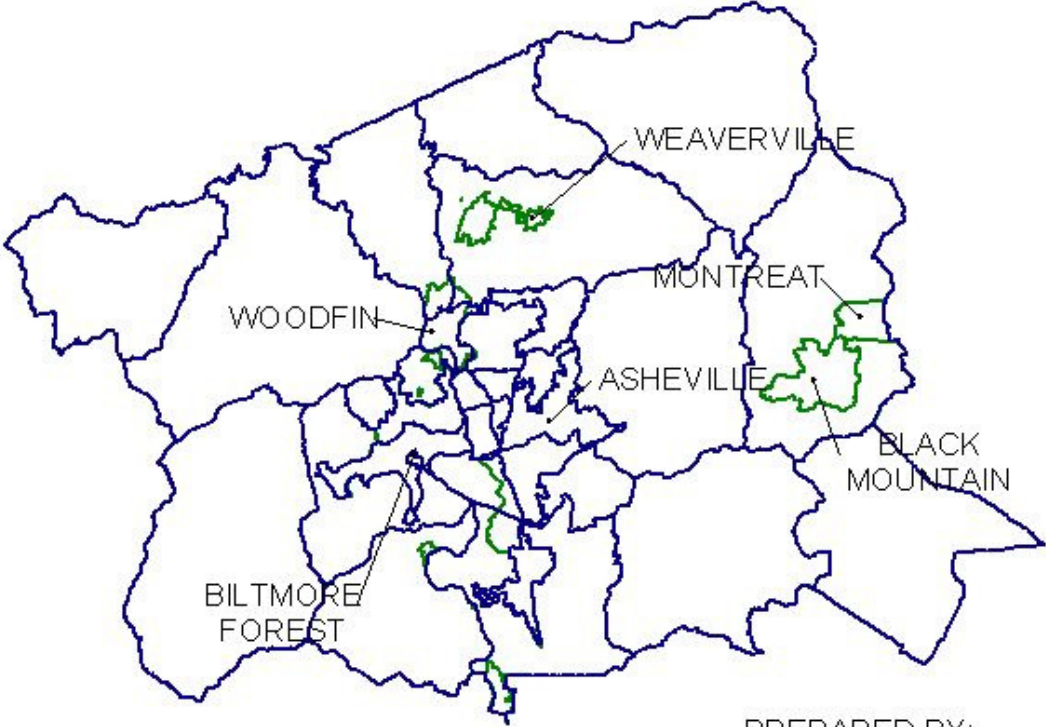 WEAVERVILLE
MONTREAT
WOODFIN
ASHEVILLE
BLACK
MOUNTAIN
BILTMORE
FOREST
PREPARED BY: